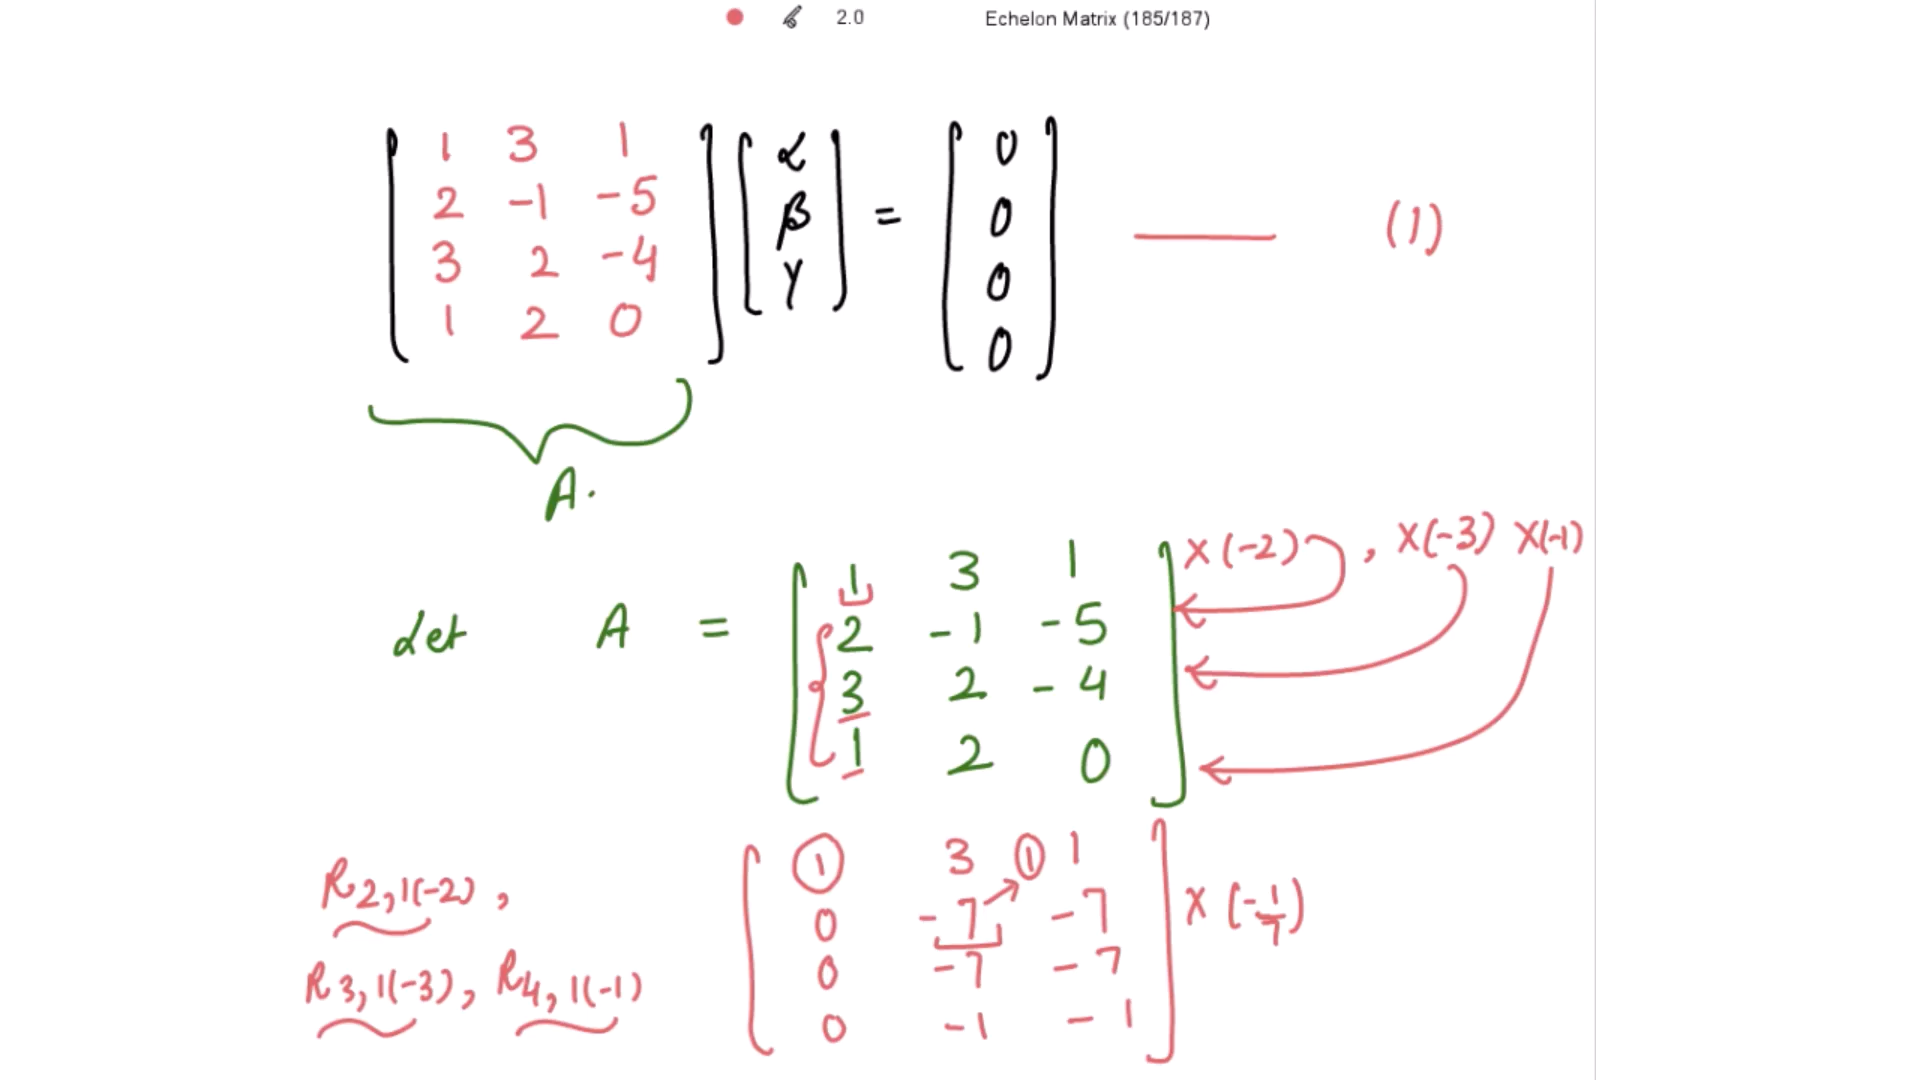 2.0 Echelon Matrix (185/187)
[ 1 3 1 ] [ α ] = [ 0 ] —— (1)
[ 2 -1 -5 ] [ β ] [ 0 ]
[ 3 2 -4 ] [ γ ] [ 0 ]
[ 1 2 0 ] [ 0 ]
A.
[ 1 3 1 ] X (-2) , X(-3) X(-1)
Let A = [ 2 -1 -5 ]
[ 3 2 -4 ]
[ 1 2 0 ]
[ 1 3 1 1 ]
R2,1(-2), [ 0 -7 -7 ] X (-1/7)
R3,1(-3), R4,1(-1) [ 0 -7 -7 ]
[ 0 -1 -1 ]